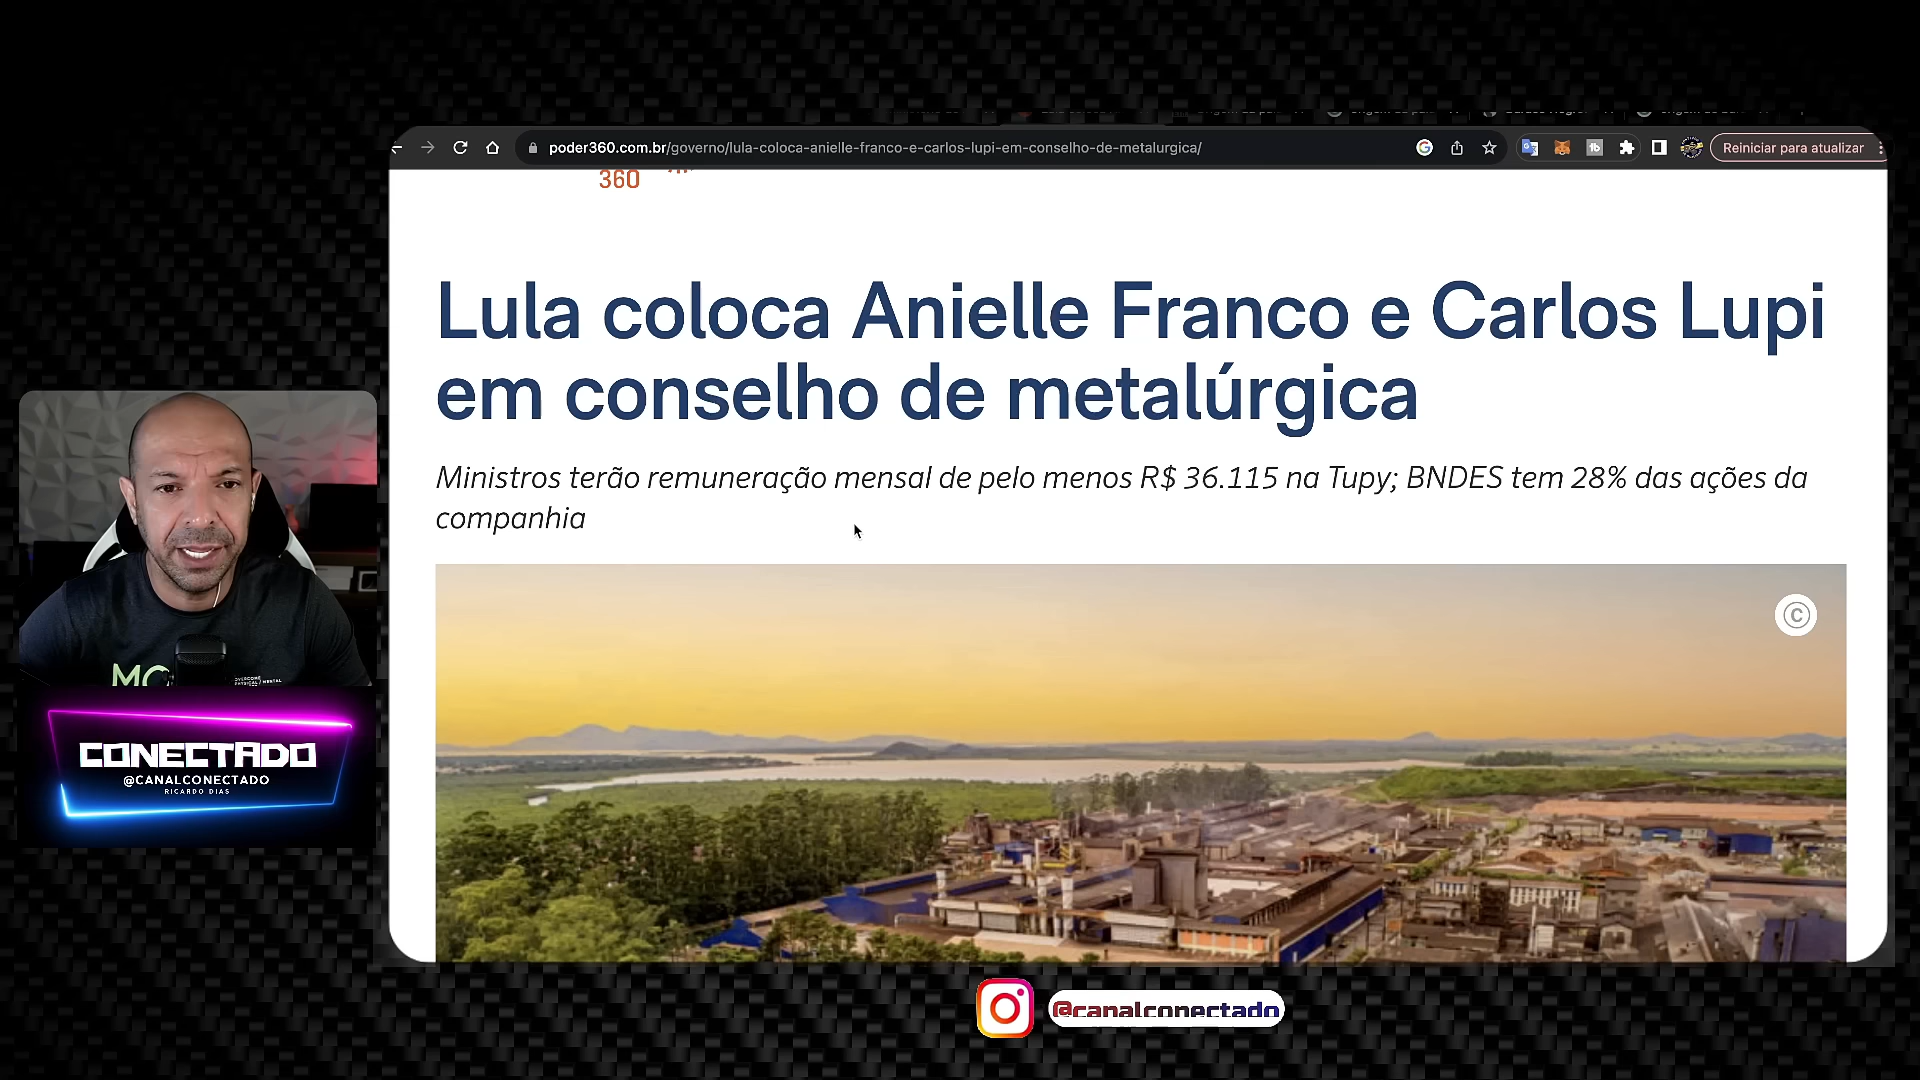 poder360.com.br/governo/lula-coloca-anielle-franco-e-carlos-lupi-em-conselho-de-metalurgica/
Reiniciar para atualizar
360
Lula coloca Anielle Franco e Carlos Lupi
em conselho de metalúrgica
Ministros terão remuneração mensal de pelo menos R$ 36.115 na Tupy; BNDES tem 28% das ações da
companhia
©
CONECTADO
@CANALCONECTADO
RICARDO DIAS
@canalconectado